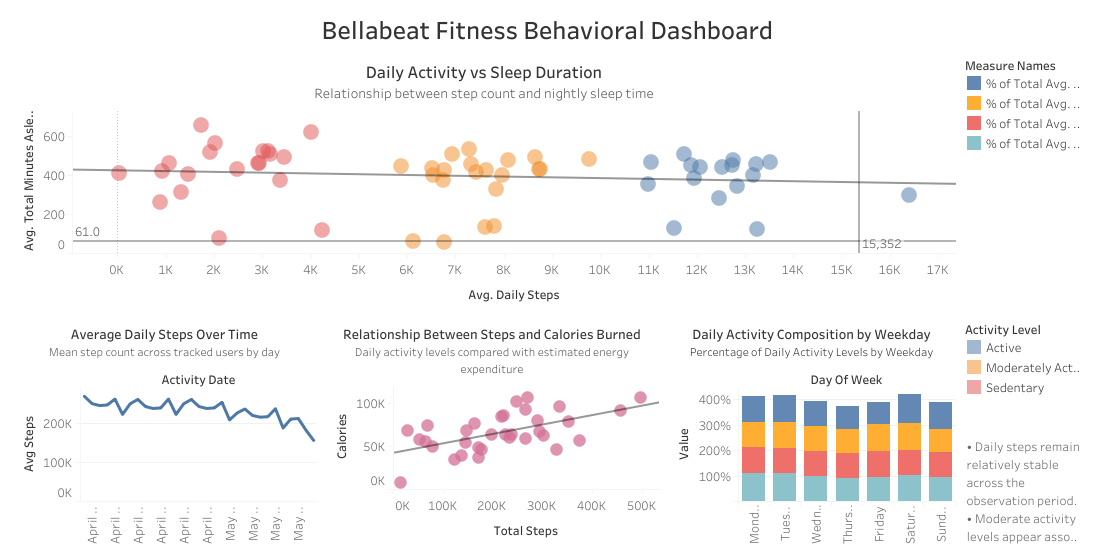 Bellabeat Fitness Behavioral Dashboard
Daily Activity vs Sleep Duration
Relationship between step count and nightly sleep time
Avg. Total Minutes Asle..
600
400
200
0
61.0
15,352
0K 1K 2K 3K 4K 6K 7K 8K 9K 10K 11K 12K 13K 14K 15K 16K 17K
Avg. Daily Steps
Measure Names
% of Total Avg. ..
% of Total Avg. ..
% of Total Avg. ..
% of Total Avg. ..
Average Daily Steps Over Time
Mean step count across tracked users by day
Activity Date
Avg Steps
200K
100K
0K
April .. April .. April .. April .. April .. April .. May .. May .. May .. May ..
Relationship Between Steps and Calories Burned
Daily activity levels compared with estimated energy
expenditure
Calories
100K
50K
0K
0K 100K 200K 300K 400K 500K
Total Steps
Daily Activity Composition by Weekday
Percentage of Daily Activity Levels by Weekday
Day Of Week
Value
400%
300%
200%
100%
Mond.. Tues.. Wedn.. Thurs.. Friday Satur.. Sund..
Activity Level
Active
Moderately Act..
Sedentary
• Daily steps remain
relatively stable
across the
observation period.
• Moderate activity
levels appear asso..